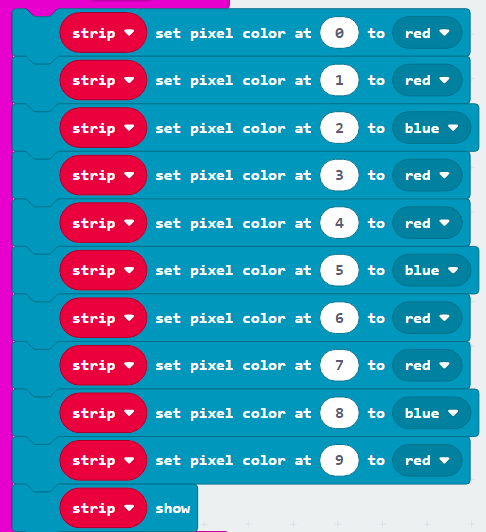 strip set pixel color at 0 to red
strip set pixel color at 1 to red
strip set pixel color at 2 to blue
strip set pixel color at 3 to red
strip set pixel color at 4 to red
strip set pixel color at 5 to blue
strip set pixel color at 6 to red
strip set pixel color at 7 to red
strip set pixel color at 8 to blue
strip set pixel color at 9 to red
strip show